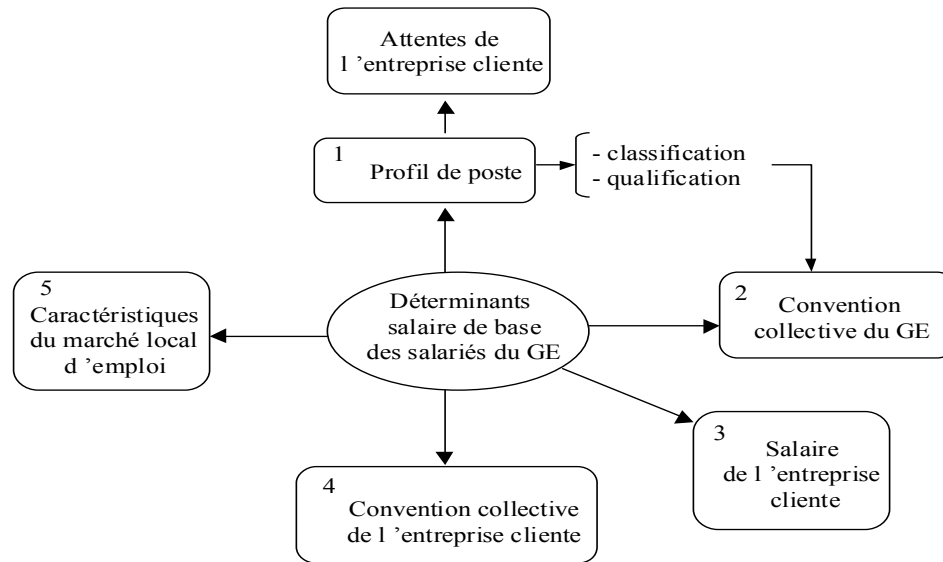 Attentes de
l ’entreprise cliente
1
Profil de poste
- classification
- qualification
5
Caractéristiques
du marché local
d ’emploi
Déterminants
salaire de base
des salariés du GE
2
Convention
collective du GE
3
Salaire
de l ’entreprise
cliente
4
Convention collective
de l ’entreprise cliente